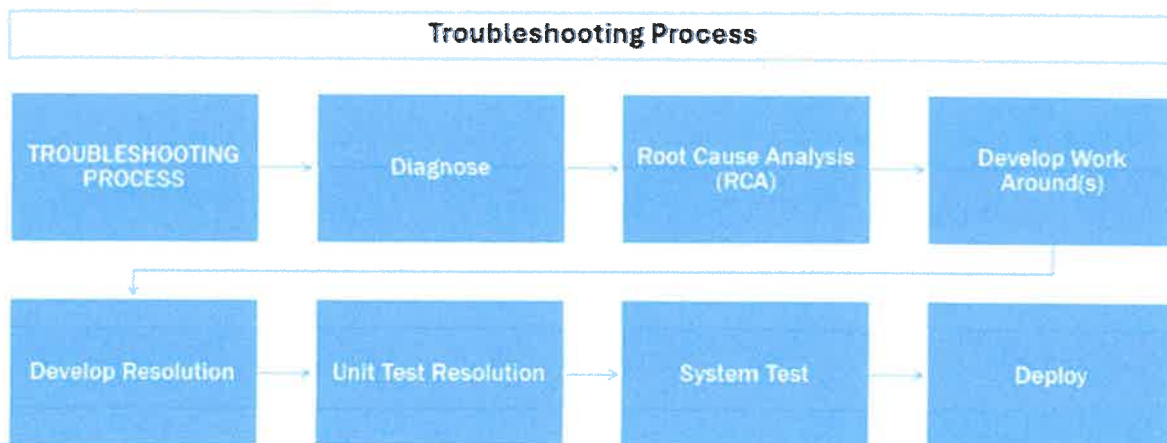 Troubleshooting Process
TROUBLESHOOTING
PROCESS
Diagnose
Root Cause Analysis
(RCA)
Develop Work
Around(s)
Develop Resolution
Unit Test Resolution
System Test
Deploy